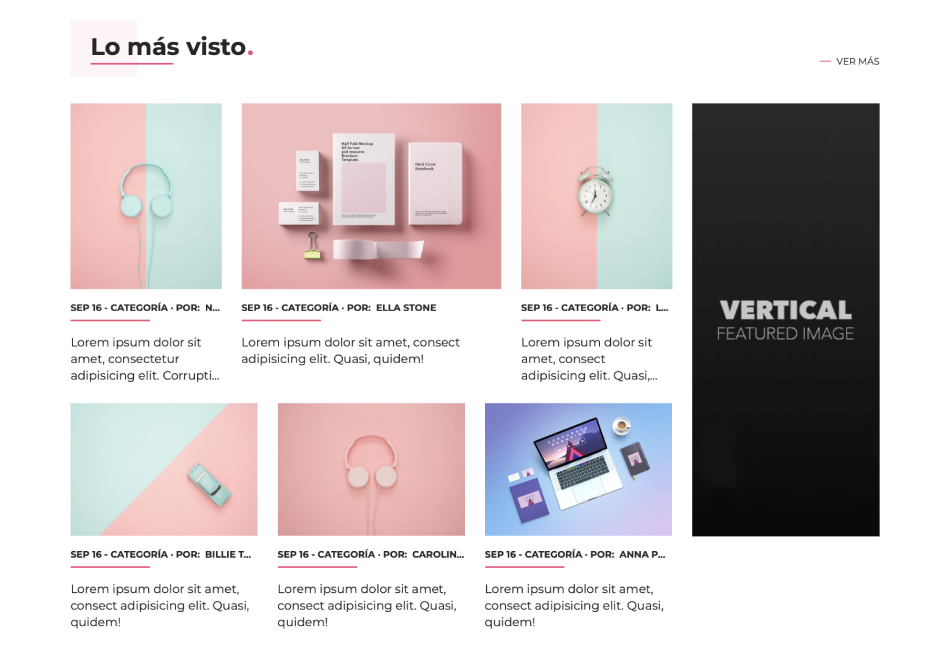 Lo más visto.
VER MÁS
Half Fold Mockup
US format
psd resource
Brochure
Template.
Hard Cover
Notebook.
SEP 16 - CATEGORÍA · POR: N...
SEP 16 - CATEGORÍA · POR: ELLA STONE
SEP 16 - CATEGORÍA · POR: L...
Lorem ipsum dolor sit
amet, consectetur
adipisicing elit. Corrupti...
Lorem ipsum dolor sit amet, consect
adipisicing elit. Quasi, quidem!
Lorem ipsum dolor sit
amet, consect
adipisicing elit. Quasi,...
VERTICAL
FEATURED IMAGE
SEP 16 - CATEGORÍA · POR: BILLIE T...
SEP 16 - CATEGORÍA · POR: CAROLIN...
SEP 16 - CATEGORÍA · POR: ANNA P...
Lorem ipsum dolor sit amet,
consect adipisicing elit. Quasi,
quidem!
Lorem ipsum dolor sit amet,
consect adipisicing elit. Quasi,
quidem!
Lorem ipsum dolor sit amet,
consect adipisicing elit. Quasi,
quidem!